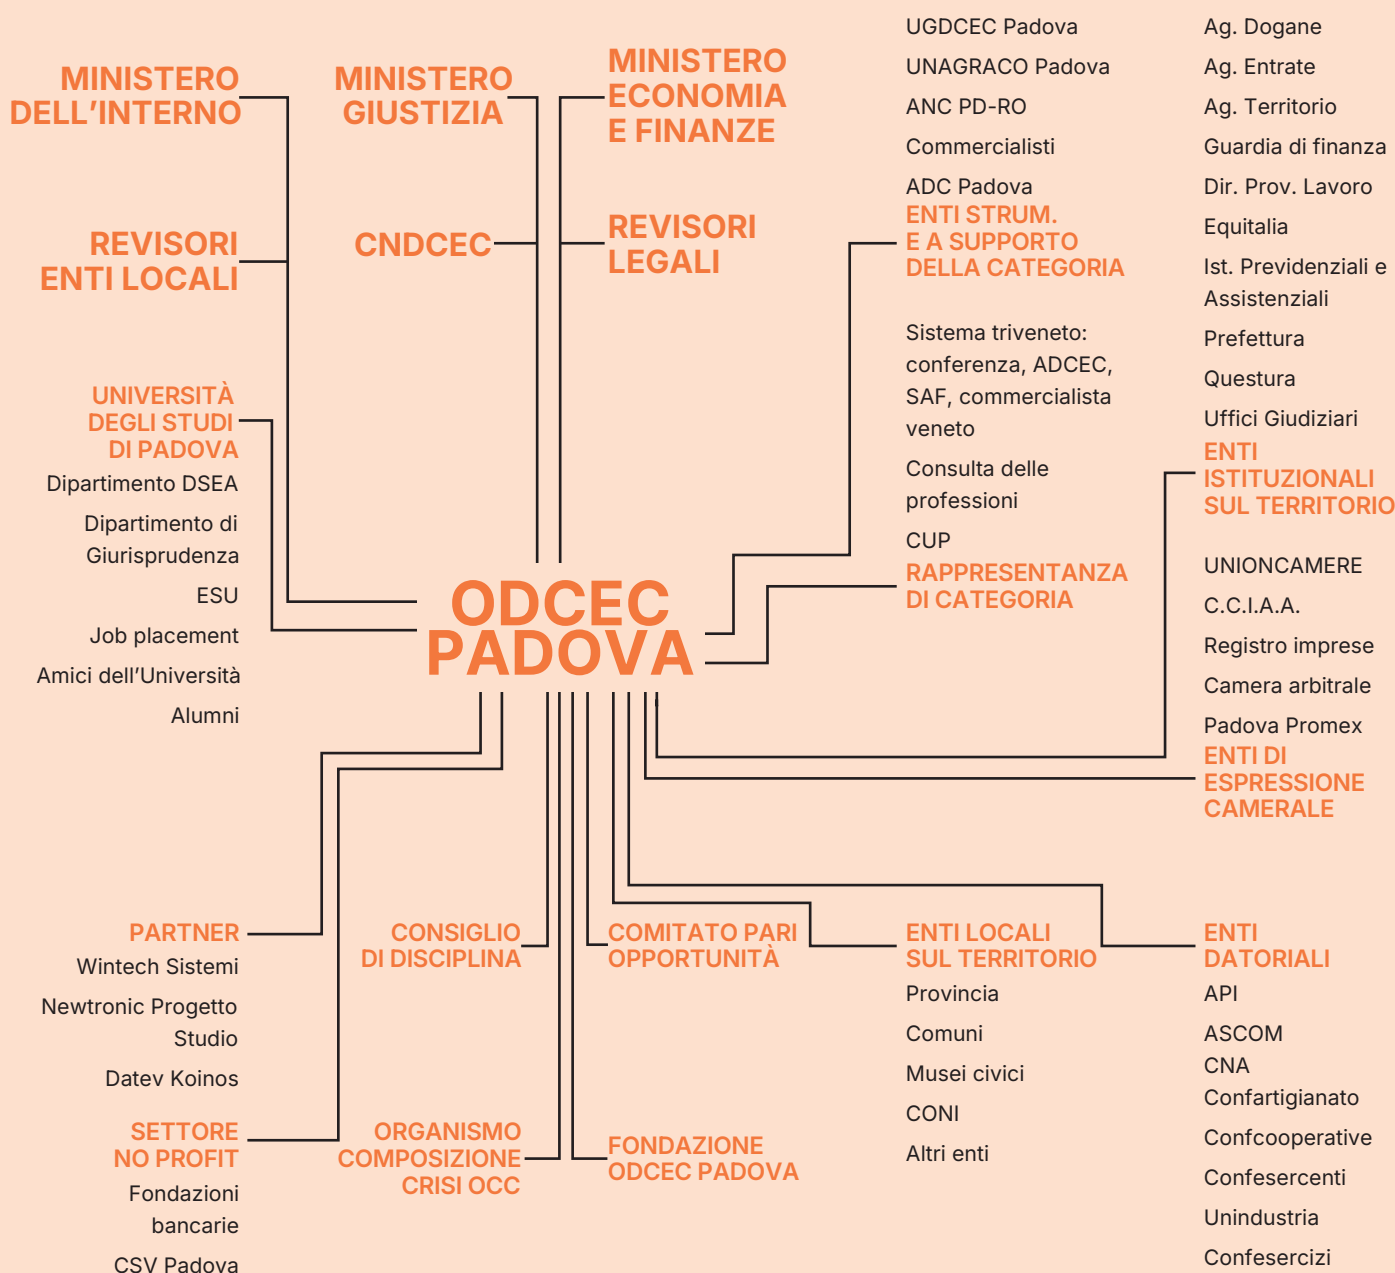 MINISTERO
DELL’INTERNO
MINISTERO
GIUSTIZIA
MINISTERO
ECONOMIA
E FINANZE
REVISORI
ENTI LOCALI
CNDCEC
REVISORI
LEGALI
UGDCEC Padova
UNAGRACO Padova
ANC PD-RO
Commercialisti
ADC Padova
ENTI STRUM.
E A SUPPORTO
DELLA CATEGORIA
Ag. Dogane
Ag. Entrate
Ag. Territorio
Guardia di finanza
Dir. Prov. Lavoro
Equitalia
Ist. Previdenziali e
Assistenziali
Prefettura
Questura
Uffici Giudiziari
ENTI
ISTITUZIONALI
SUL TERRITORIO
UNIVERSITÀ
DEGLI STUDI
DI PADOVA
Dipartimento DSEA
Dipartimento di
Giurisprudenza
ESU
Job placement
Amici dell’Università
Alumni
Sistema triveneto:
conferenza, ADCEC,
SAF, commercialista
veneto
Consulta delle
professioni
CUP
RAPPRESENTANZA
DI CATEGORIA
ODCEC
PADOVA
UNIONCAMERE
C.C.I.A.A.
Registro imprese
Camera arbitrale
Padova Promex
ENTI DI
ESPRESSIONE
CAMERALE
PARTNER
Wintech Sistemi
Newtronic Progetto
Studio
Datev Koinos
SETTORE
NO PROFIT
Fondazioni
bancarie
CSV Padova
CONSIGLIO
DI DISCIPLINA
ORGANISMO
COMPOSIZIONE
CRISI OCC
COMITATO PARI
OPPORTUNITÀ
FONDAZIONE
ODCEC PADOVA
ENTI LOCALI
SUL TERRITORIO
Provincia
Comuni
Musei civici
CONI
Altri enti
ENTI
DATORIALI
API
ASCOM
CNA
Confartigianato
Confcooperative
Confesercenti
Unindustria
Confesercizi